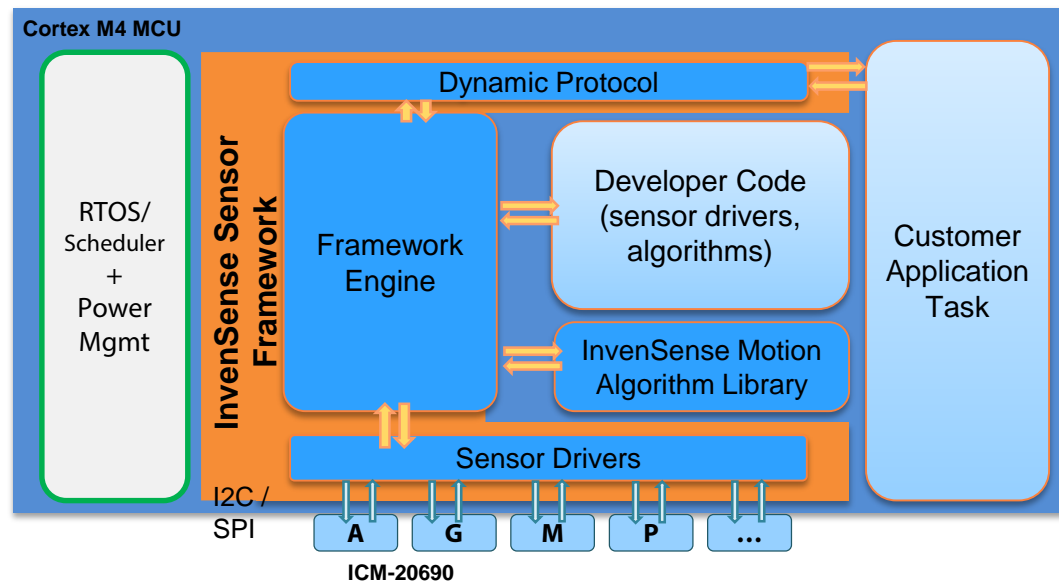 Cortex M4 MCU
RTOS/
Scheduler
+
Power
Mgmt
InvenSense Sensor
Framework
Dynamic Protocol
Framework
Engine
Developer Code
(sensor drivers,
algorithms)
InvenSense Motion
Algorithm Library
Customer
Application
Task
Sensor Drivers
I2C /
SPI
A
G
M
P
...
ICM-20690